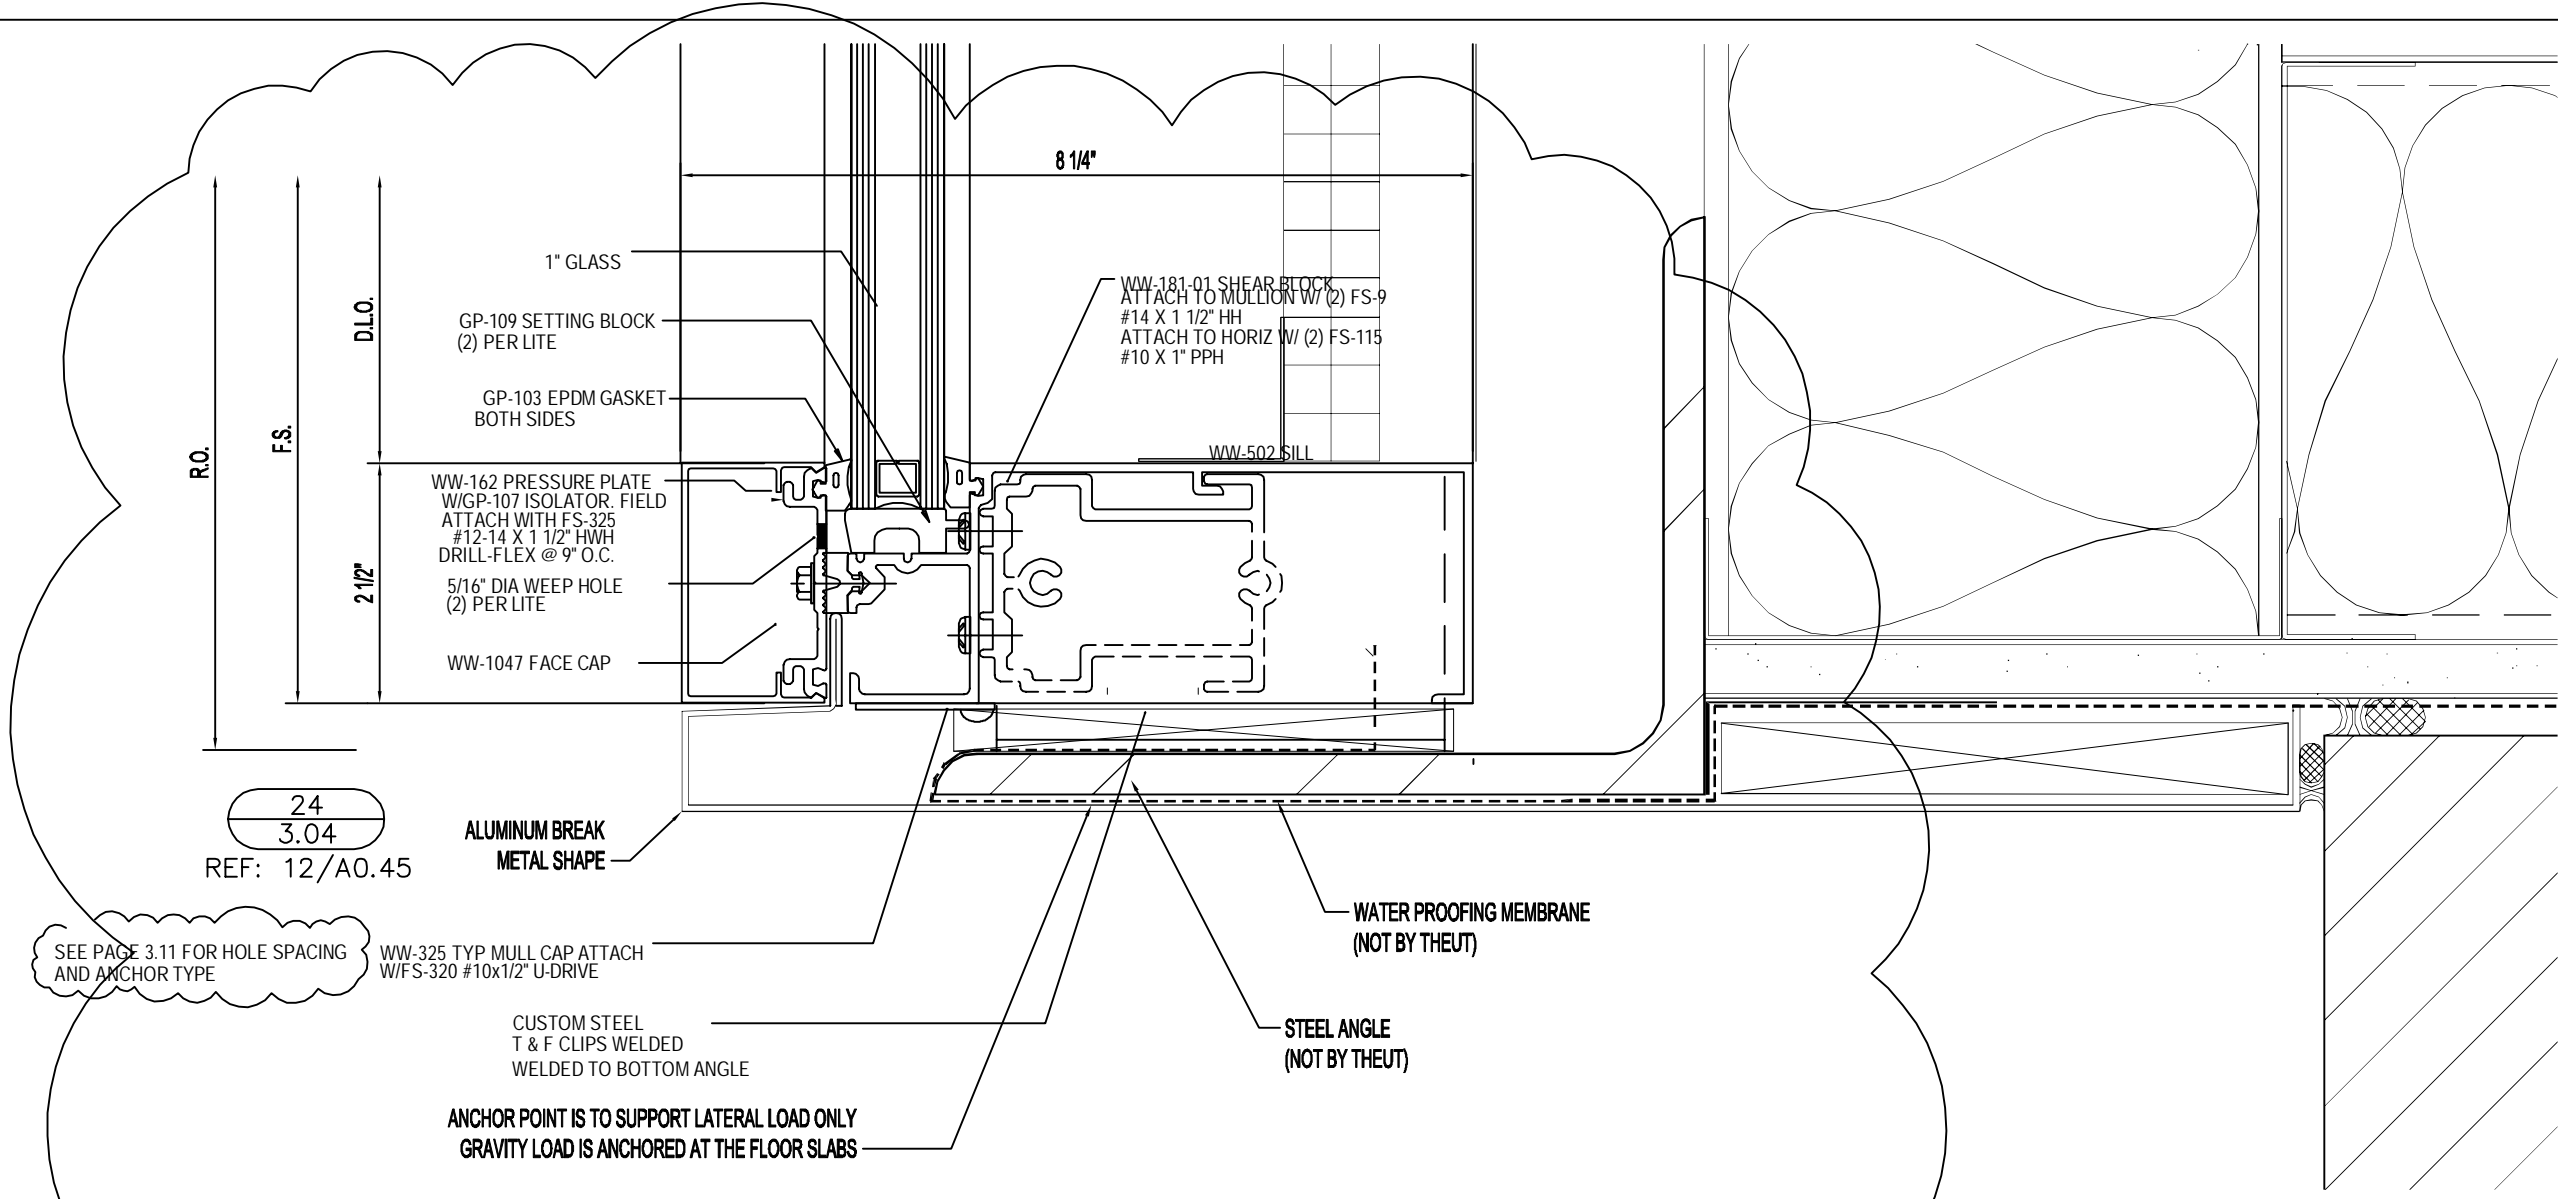 8 1/4"
1" GLASS
GP-109 SETTING BLOCK
(2) PER LITE
GP-103 EPDM GASKET
BOTH SIDES
WW-162 PRESSURE PLATE
W/GP-107 ISOLATOR. FIELD
ATTACH WITH FS-325
#12-14 X 1 1/2" HWH
DRILL-FLEX @ 9" O.C.
5/16" DIA WEEP HOLE
(2) PER LITE
WW-1047 FACE CAP
WW-181-01 SHEAR BLOCK
ATTACH TO MULLION W/ (2) FS-9
#14 X 1 1/2" HH
ATTACH TO HORIZ W/ (2) FS-115
#10 X 1" PPH
WW-502 SILL
R.O.
F.S.
D.L.O.
2 1/2"
24
3.04
REF: 12/A0.45
ALUMINUM BREAK
METAL SHAPE
SEE PAGE 3.11 FOR HOLE SPACING
AND ANCHOR TYPE
WW-325 TYP MULL CAP ATTACH
W/FS-320 #10x1/2" U-DRIVE
CUSTOM STEEL
T & F CLIPS WELDED
WELDED TO BOTTOM ANGLE
ANCHOR POINT IS TO SUPPORT LATERAL LOAD ONLY
GRAVITY LOAD IS ANCHORED AT THE FLOOR SLABS
WATER PROOFING MEMBRANE
(NOT BY THEUT)
STEEL ANGLE
(NOT BY THEUT)